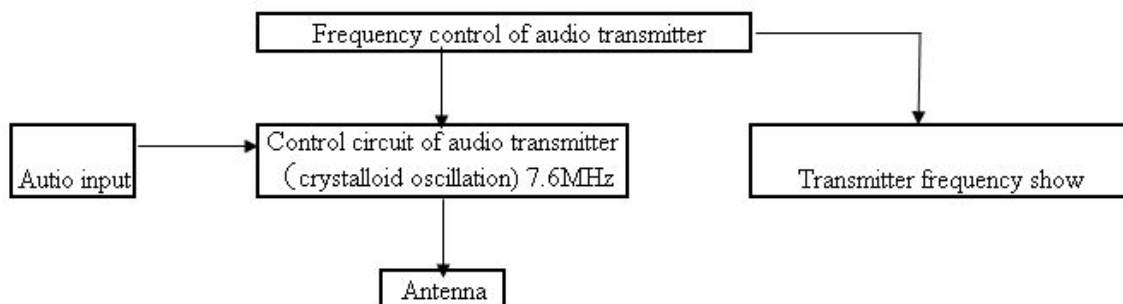 Frequency control of audio transmitter
Control circuit of audio transmitter
（crystalloid oscillation) 7.6MHz
Autio input
Transmitter frequency show
Antenna